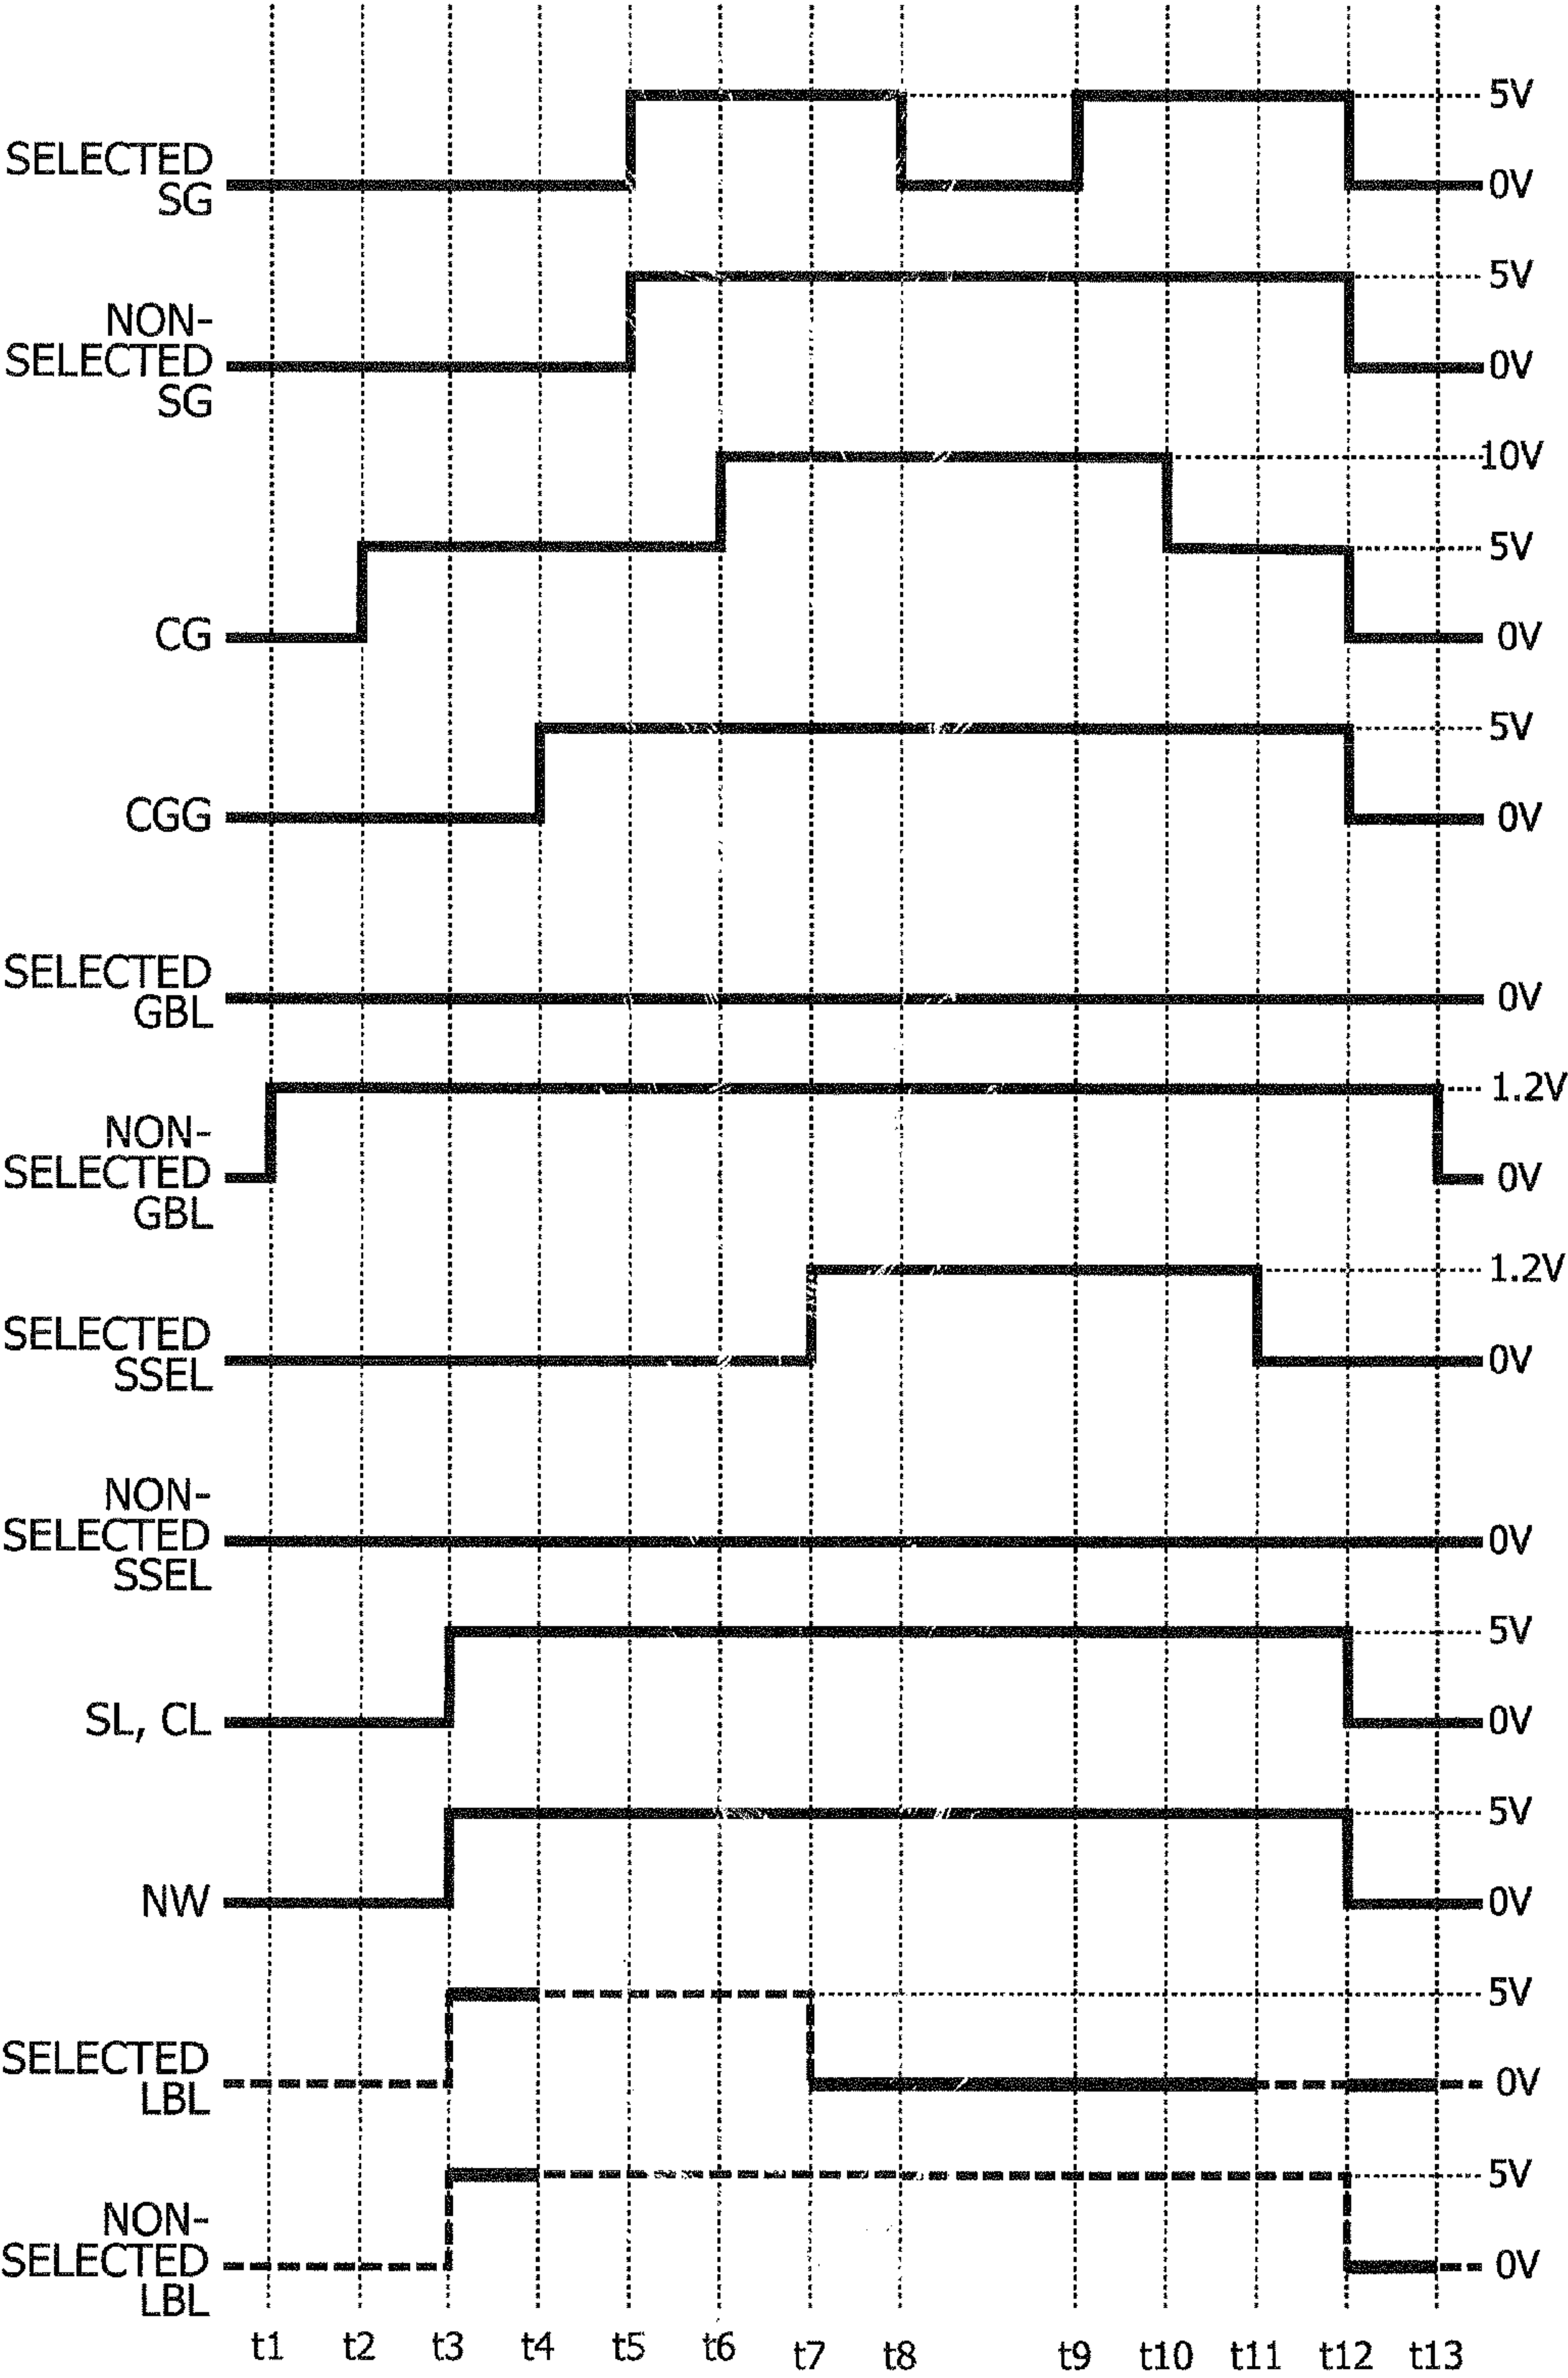 5V
SELECTED
SG
0V
5V
NON-
SELECTED
SG
0V
10V
5V
CG
0V
5V
CGG
0V
SELECTED
GBL
0V
1.2V
NON-
SELECTED
GBL
0V
1.2V
SELECTED
SSEL
0V
NON-
SELECTED
SSEL
0V
5V
SL, CL
0V
5V
NW
0V
5V
SELECTED
LBL
0V
5V
NON-
SELECTED
LBL
0V
t1 t2 t3 t4 t5 t6 t7 t8 t9 t10 t11 t12 t13